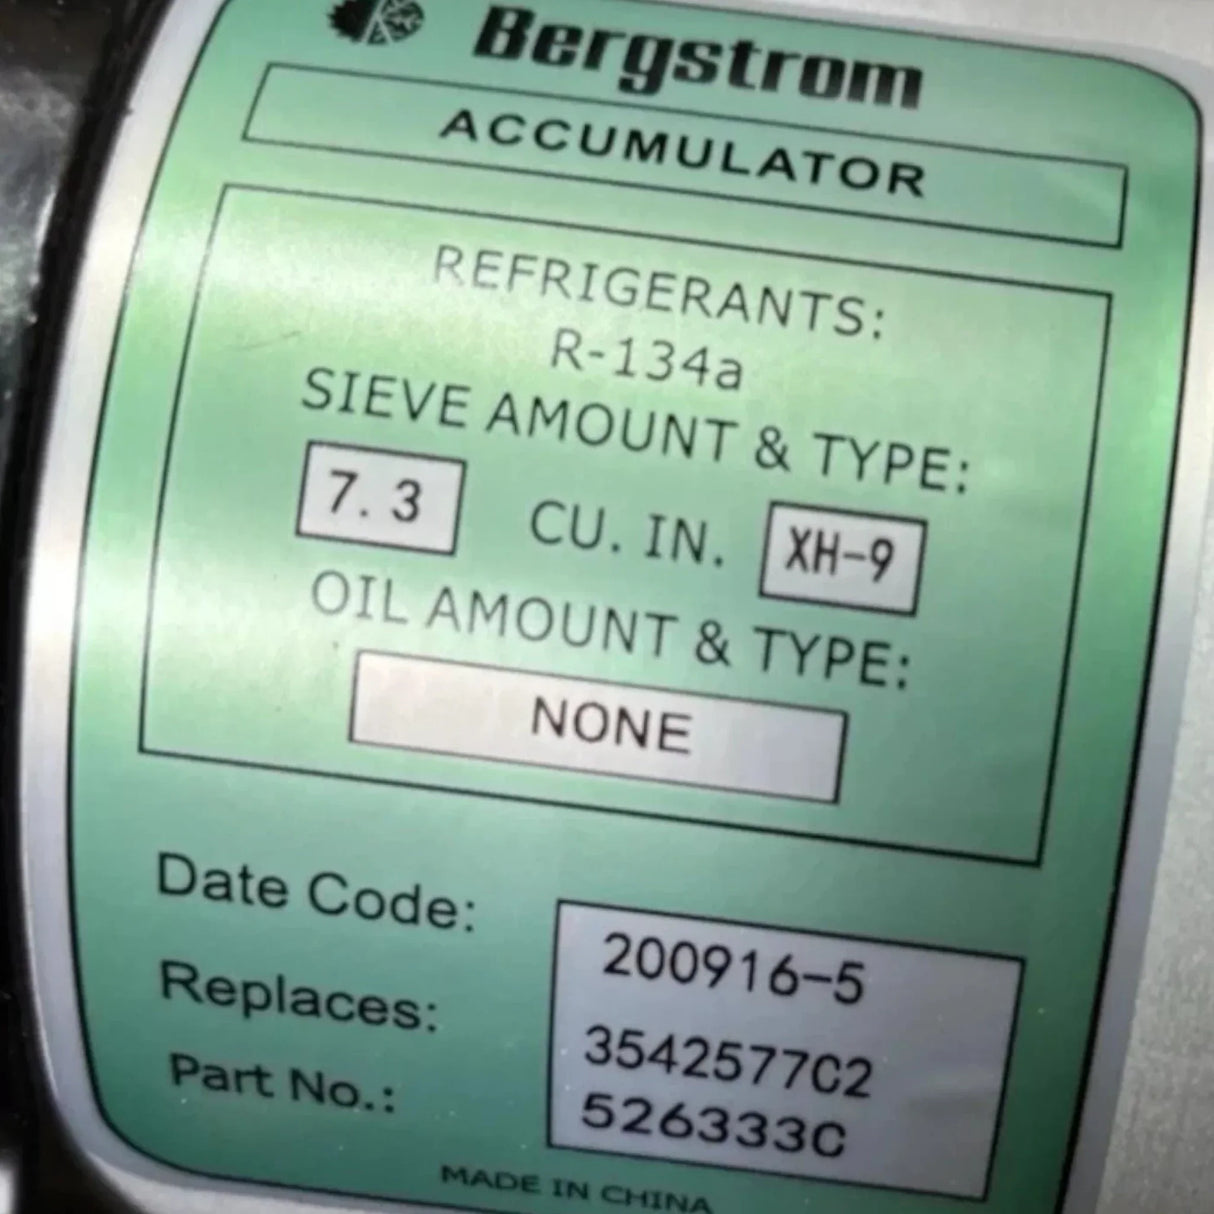 Bergstrom
ACCUMULATOR
REFRIGERANTS:
R-134a
SIEVE AMOUNT & TYPE:
7.3 CU. IN. XH-9
OIL AMOUNT & TYPE:
NONE
Date Code: 200916-5
Replaces: 3542577C2
Part No.: 526333C
MADE IN CHINA